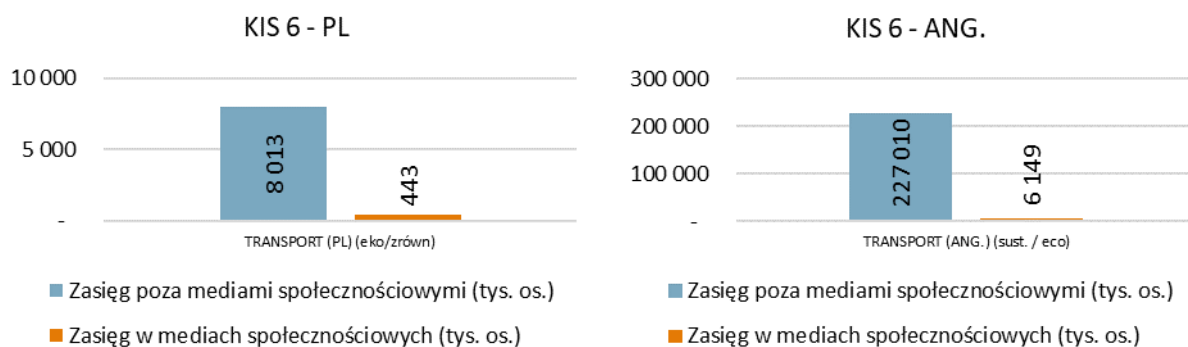 KIS 6 - PL
10 000
5 000
-
8 013
443
TRANSPORT (PL) (eko/zrówn)
Zasięg poza mediami społecznościowymi (tys. os.)
Zasięg w mediach społecznościowych (tys. os.)
KIS 6 - ANG.
300 000
200 000
100 000
-
227 010
6 149
TRANSPORT (ANG.) (sust. / eco)
Zasięg poza mediami społecznościowymi (tys. os.)
Zasięg w mediach społecznościowych (tys. os.)